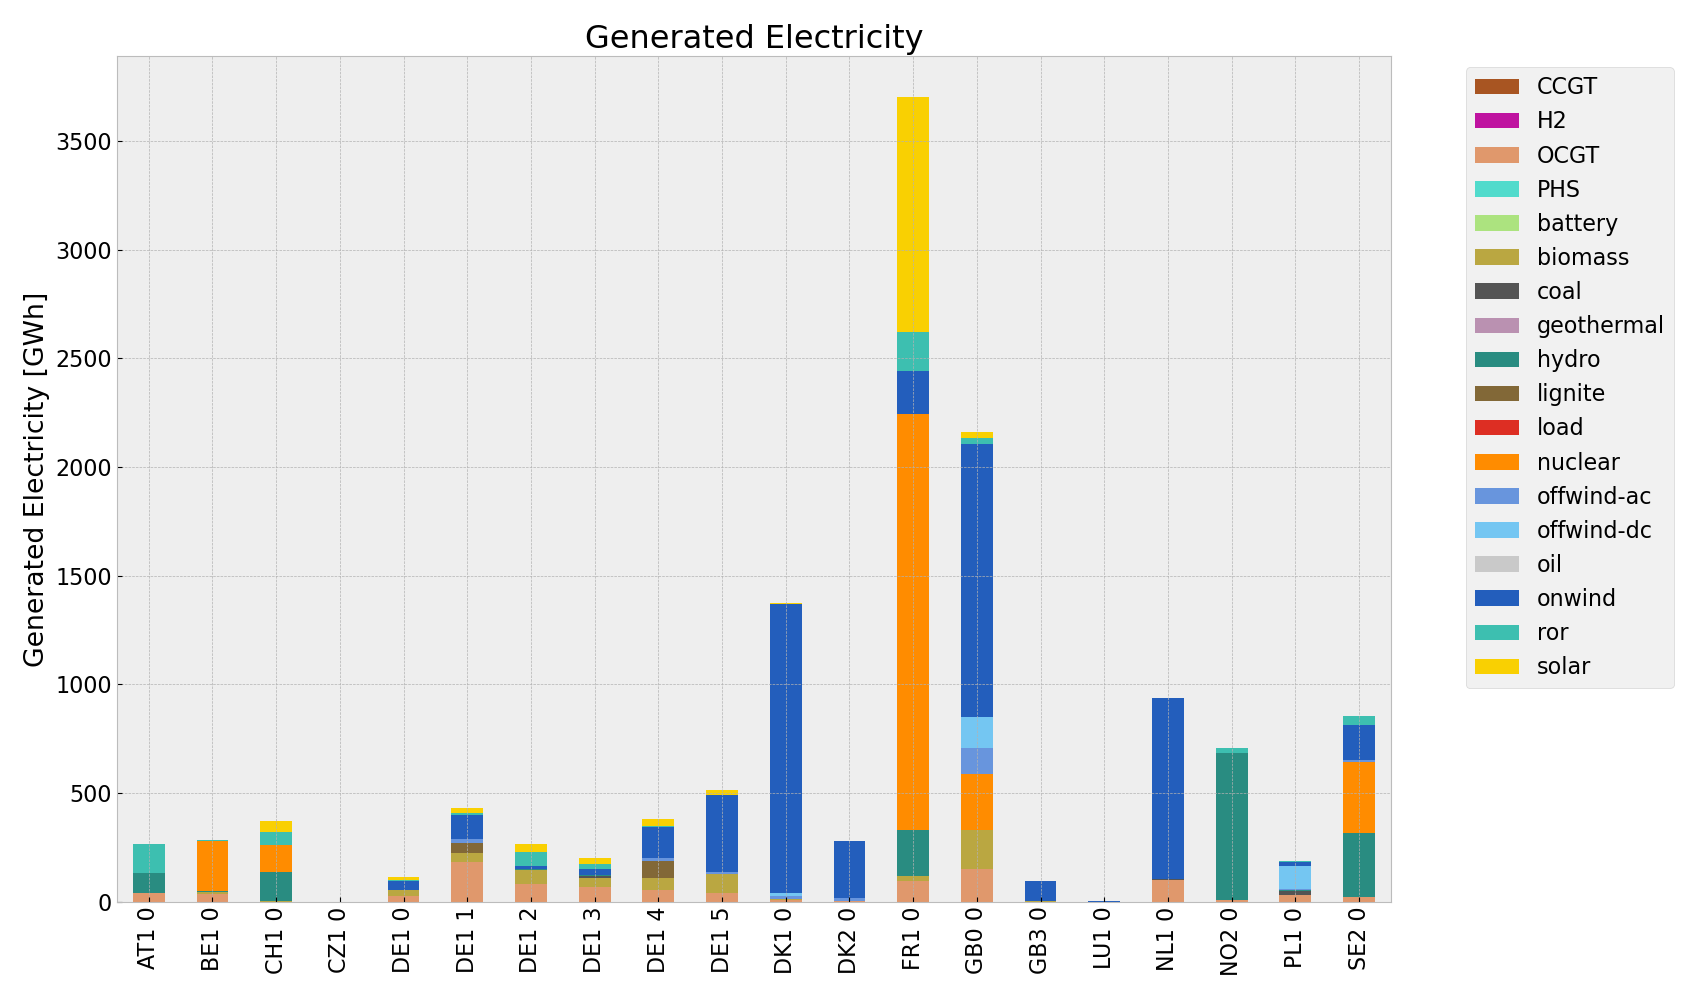 Generated Electricity
Generated Electricity [GWh]
3500
3000
2500
2000
1500
1000
500
0
AT1 0
BE1 0
CH1 0
CZ1 0
DE1 0
DE1 1
DE1 2
DE1 3
DE1 4
DE1 5
DK1 0
DK2 0
FR1 0
GB0 0
GB3 0
LU1 0
NL1 0
NO2 0
PL1 0
SE2 0
CCGT
H2
OCGT
PHS
battery
biomass
coal
geothermal
hydro
lignite
load
nuclear
offwind-ac
offwind-dc
oil
onwind
ror
solar